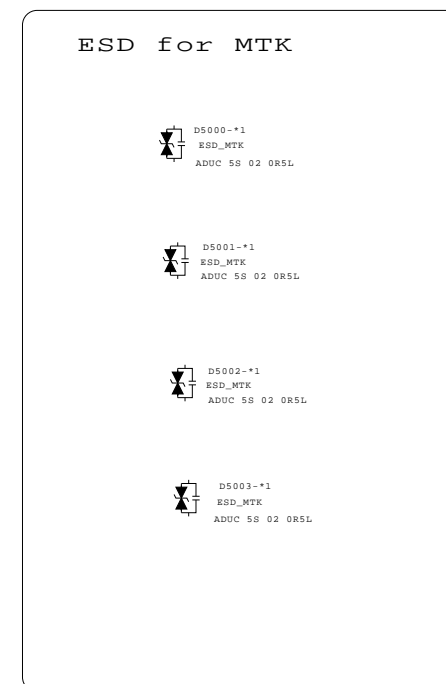 ESD for MTK
D5000-*1
ESD_MTK
ADUC 5S 02 0R5L
D5001-*1
ESD_MTK
ADUC 5S 02 0R5L
D5002-*1
ESD_MTK
ADUC 5S 02 0R5L
D5003-*1
ESD_MTK
ADUC 5S 02 0R5L